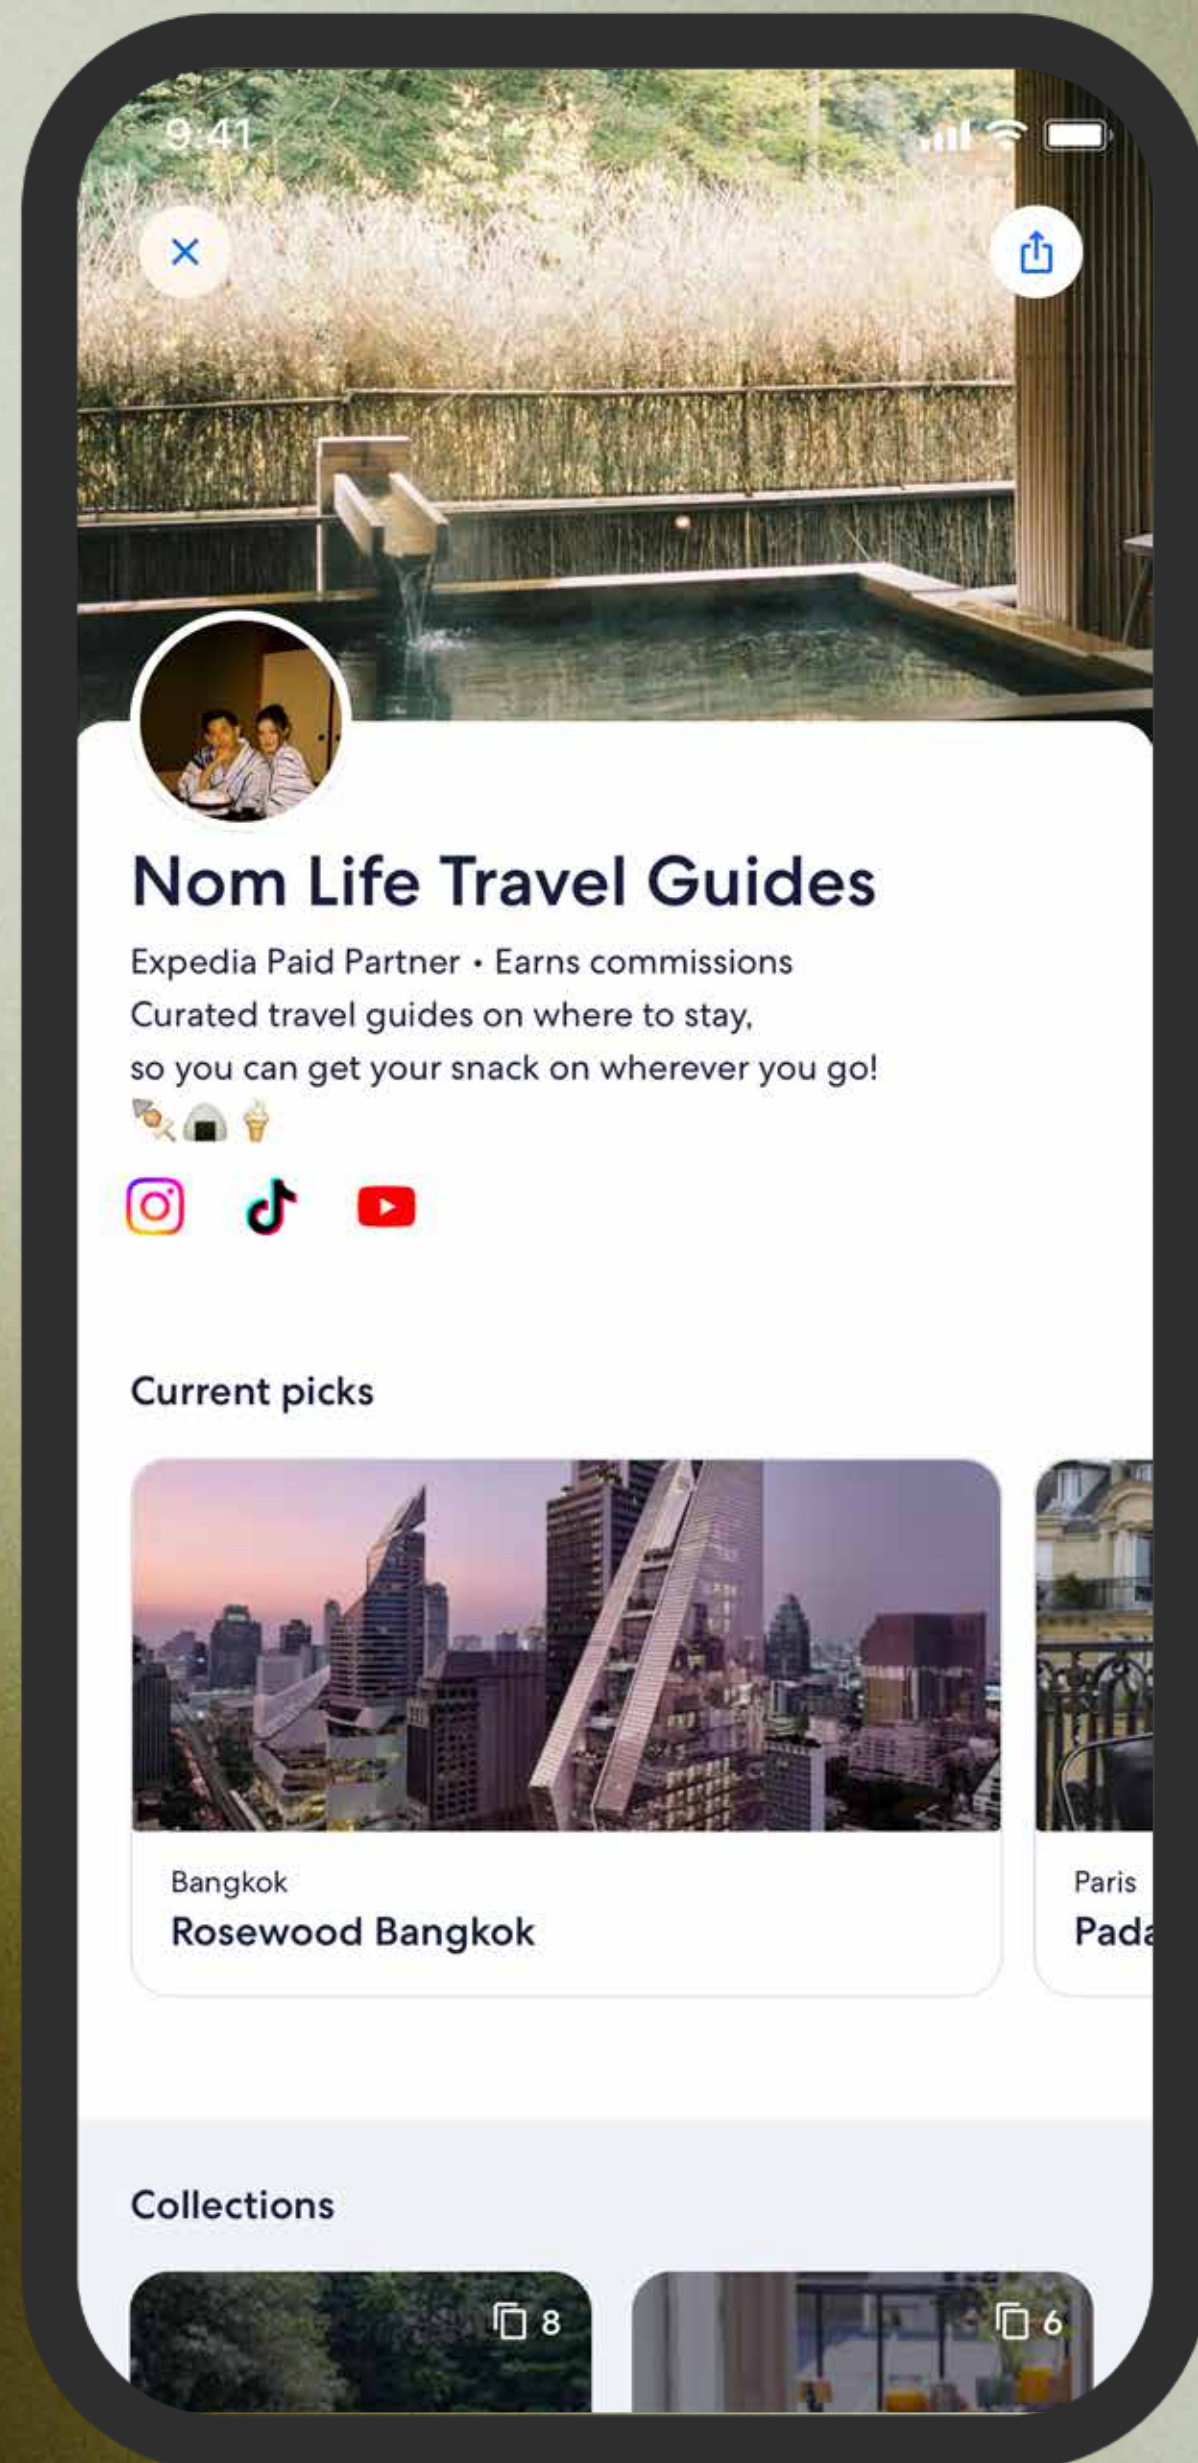 9:41
Nom Life Travel Guides
Expedia Paid Partner • Earns commissions
Curated travel guides on where to stay,
so you can get your snack on wherever you go!
🍢🍙🍦
Current picks
Bangkok
Rosewood Bangkok
Paris
Collections
8
6